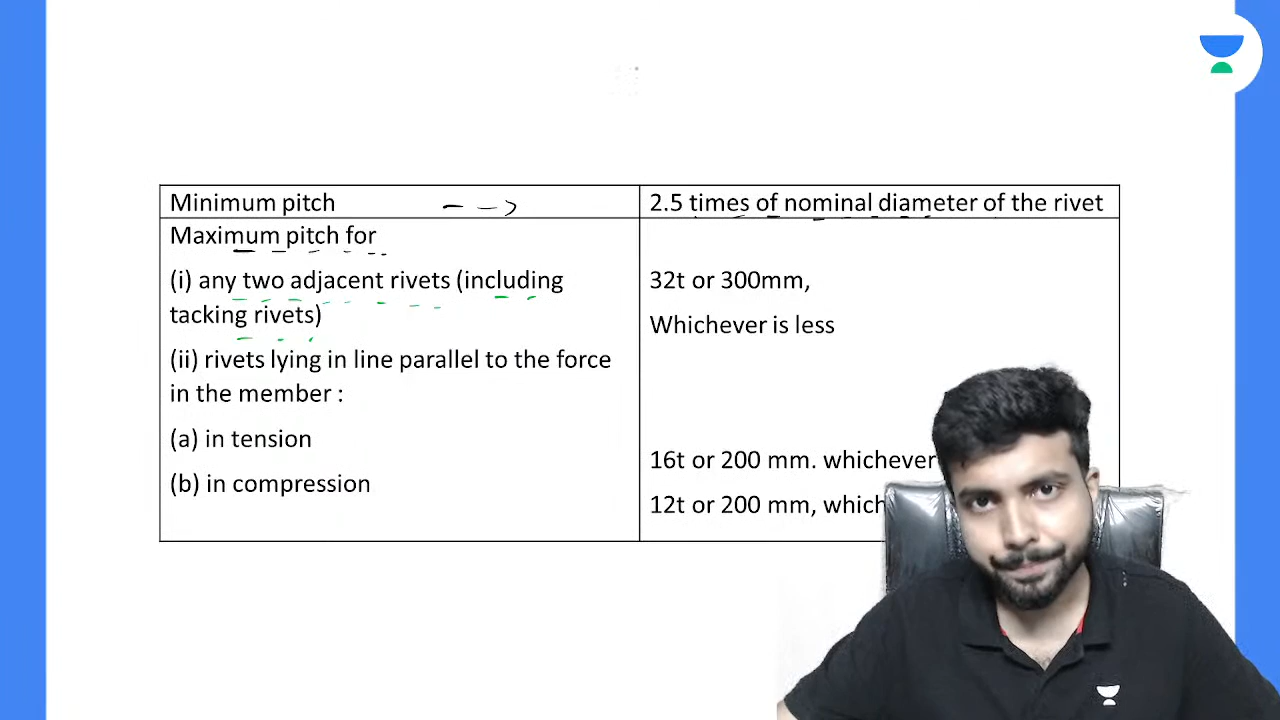 Minimum pitch
2.5 times of nominal diameter of the rivet
Maximum pitch for
(i) any two adjacent rivets (including
tacking rivets)
32t or 300mm,
Whichever is less
(ii) rivets lying in line parallel to the force
in the member :
(a) in tension
16t or 200 mm. whichever
(b) in compression
12t or 200 mm, which